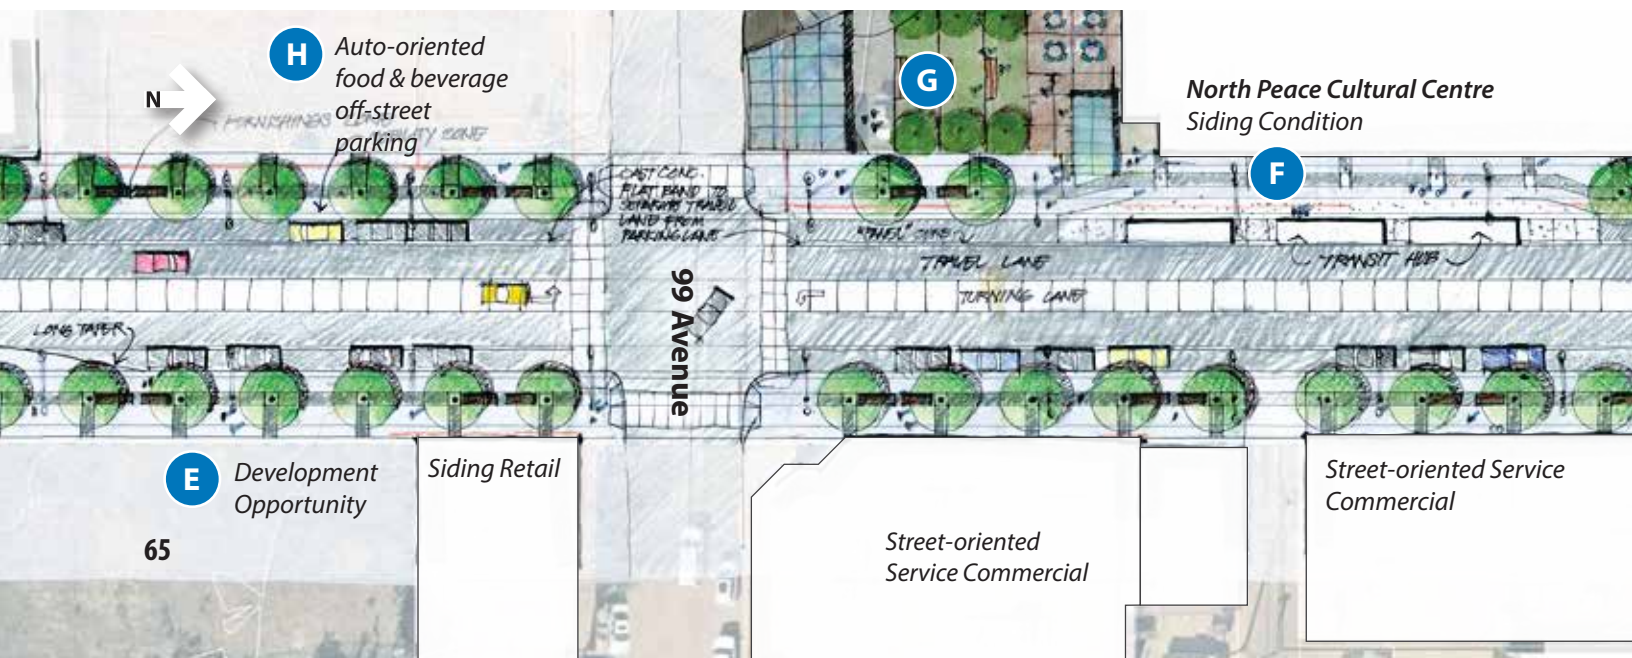 H
Auto-oriented
food & beverage
off-street
parking
N
FURNISHINGS ZONE
G
North Peace Cultural Centre
Siding Condition
F
CAST CONC.
FLAT BAND TO
SEPARATE TRAVEL
LANE FROM
PARKING LANE
TRAVEL LANE
TRANSIT HUB
TURNING LANE
99 Avenue
LONG TAPER
E
Development
Opportunity
Siding Retail
65
Street-oriented
Service Commercial
Street-oriented Service
Commercial